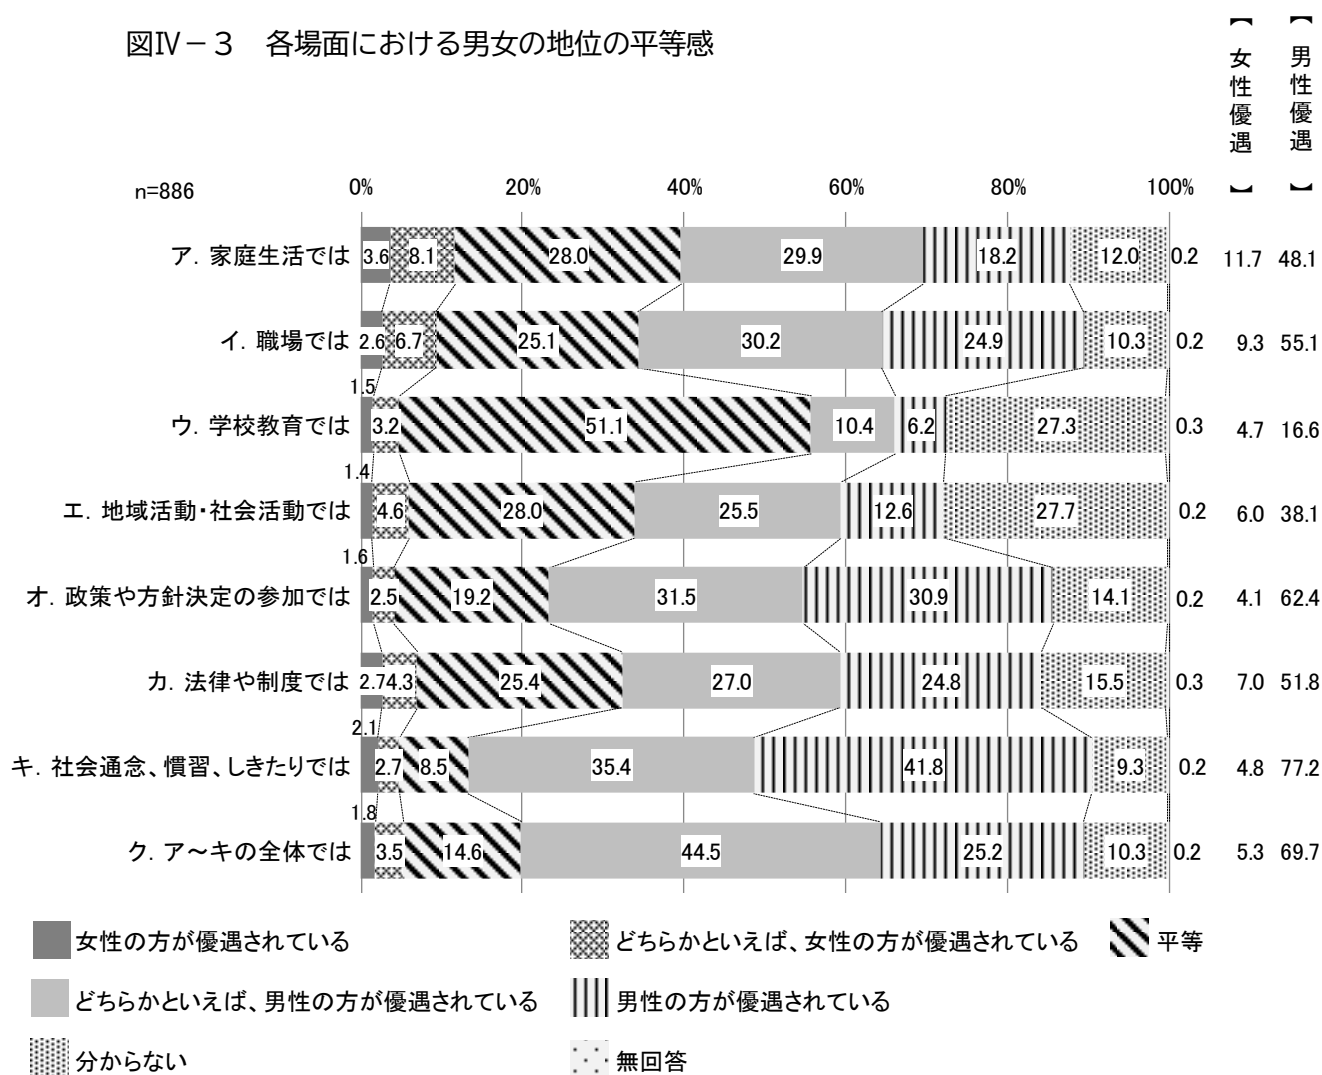 図Ⅳ－３　各場面における男女の地位の平等感
【女性優遇】
【男性優遇】
n=886
0% 20% 40% 60% 80% 100%
ア．家庭生活では 3.6 8.1 28.0 29.9 18.2 12.0 0.2 11.7 48.1
イ．職場では 2.6 6.7 25.1 30.2 24.9 10.3 0.2 9.3 55.1
1.5
ウ．学校教育では 3.2 51.1 10.4 6.2 27.3 0.3 4.7 16.6
1.4
エ．地域活動・社会活動では 4.6 28.0 25.5 12.6 27.7 0.2 6.0 38.1
1.6
オ．政策や方針決定の参加では 2.5 19.2 31.5 30.9 14.1 0.2 4.1 62.4
カ．法律や制度では 2.7 4.3 25.4 27.0 24.8 15.5 0.3 7.0 51.8
2.1
キ．社会通念、慣習、しきたりでは 2.7 8.5 35.4 41.8 9.3 0.2 4.8 77.2
1.8
ク．ア～キの全体では 3.5 14.6 44.5 25.2 10.3 0.2 5.3 69.7
女性の方が優遇されている どちらかといえば、女性の方が優遇されている 平等
どちらかといえば、男性の方が優遇されている 男性の方が優遇されている
分からない 無回答